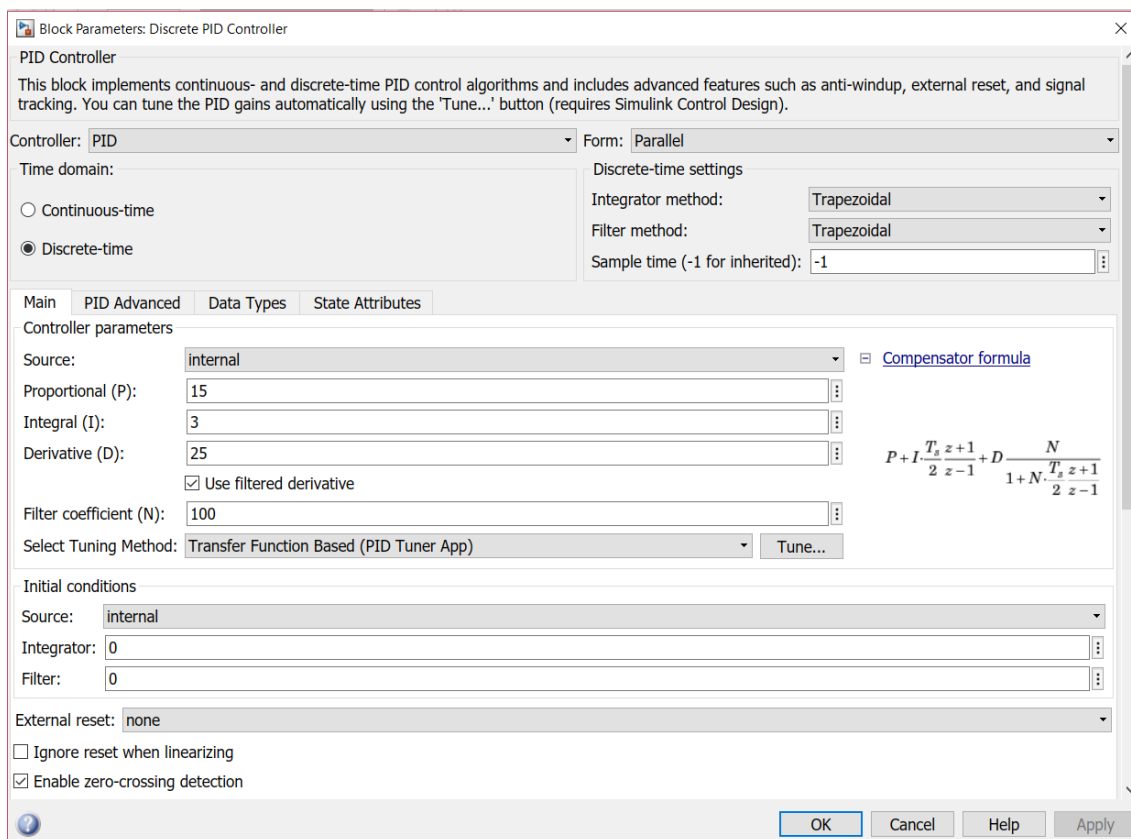 Block Parameters: Discrete PID Controller
PID Controller
This block implements continuous- and discrete-time PID control algorithms and includes advanced features such as anti-windup, external reset, and signal
tracking. You can tune the PID gains automatically using the 'Tune...' button (requires Simulink Control Design).
Controller: PID
Form: Parallel
Time domain:
Continuous-time
Discrete-time
Discrete-time settings
Integrator method: Trapezoidal
Filter method: Trapezoidal
Sample time (-1 for inherited): -1
Main PID Advanced Data Types State Attributes
Controller parameters
Source: internal
Proportional (P): 15
Integral (I): 3
Derivative (D): 25
Use filtered derivative
Filter coefficient (N): 100
Select Tuning Method: Transfer Function Based (PID Tuner App) Tune...
Compensator formula
P+I·\frac{T_s}{2}\frac{z+1}{z-1}+D\frac{N}{1+N·\frac{T_s}{2}\frac{z+1}{z-1}}
Initial conditions
Source: internal
Integrator: 0
Filter: 0
External reset: none
Ignore reset when linearizing
Enable zero-crossing detection
? OK Cancel Help Apply